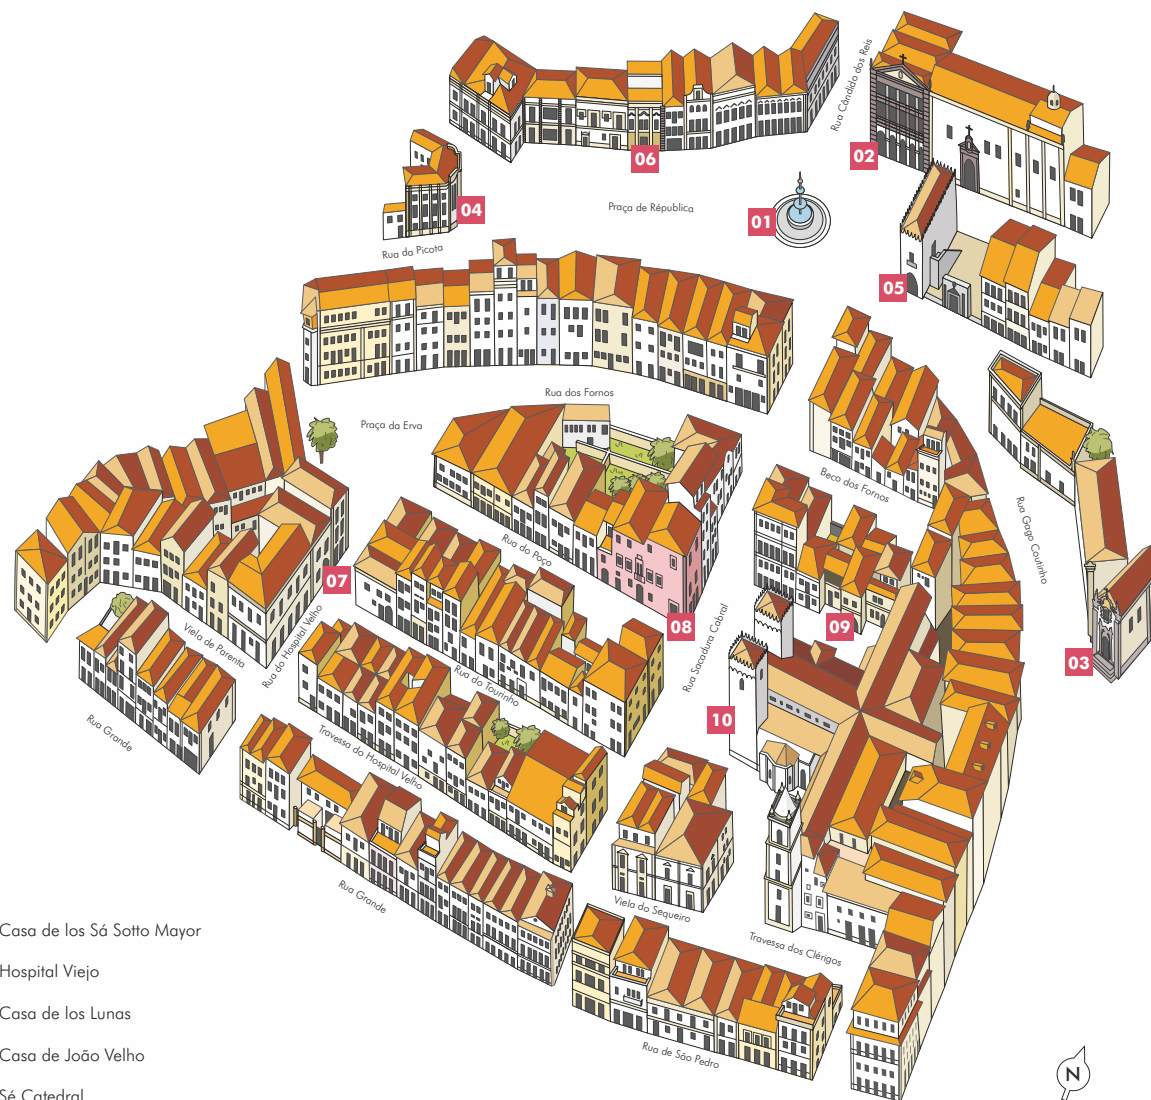 Rua Cândido dos Reis
02
06
04
Praça de Républica
01
Rua da Picota
05
Rua dos Fornos
Praça da Erva
Beco dos Fornos
Rua Gago Coutinho
Rua do Poço
07
08
09
03
Viela de Parenta
Rua do Hospital Velho
Rua Sacadura Cabral
Rua do Tourinho
10
Rua Grande
Travessa do Hospital Velho
Rua Grande
Viela do Sequeiro
Travessa dos Clérigos
Rua de São Pedro
Casa de los Sá Sotto Mayor
Hospital Viejo
Casa de los Lunas
Casa de João Velho
Sé Catedral
N